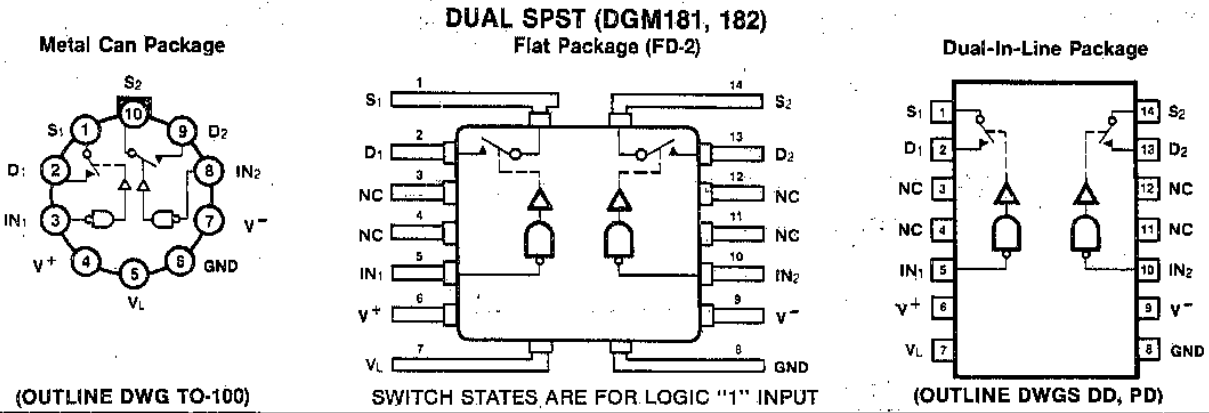 DUAL SPST (DGM181, 182)
Metal Can Package
S2
10
S1 1
9 D2
D1 2
8 IN2
IN1 3
7 V-
V+ 4
6 GND
5
VL
(OUTLINE DWG TO-100)
Flat Package (FD-2)
S1 1
14 S2
D1 2
13 D2
NC 3
12 NC
NC 4
11 NC
IN1 5
10 IN2
V+ 6
9 V-
VL 7
8 GND
SWITCH STATES ARE FOR LOGIC "1" INPUT
Dual-In-Line Package
S1 1
14 S2
D1 2
13 D2
NC 3
12 NC
NC 4
11 NC
IN1 5
10 IN2
V+ 6
9 V-
VL 7
8 GND
(OUTLINE DWGS DD, PD)